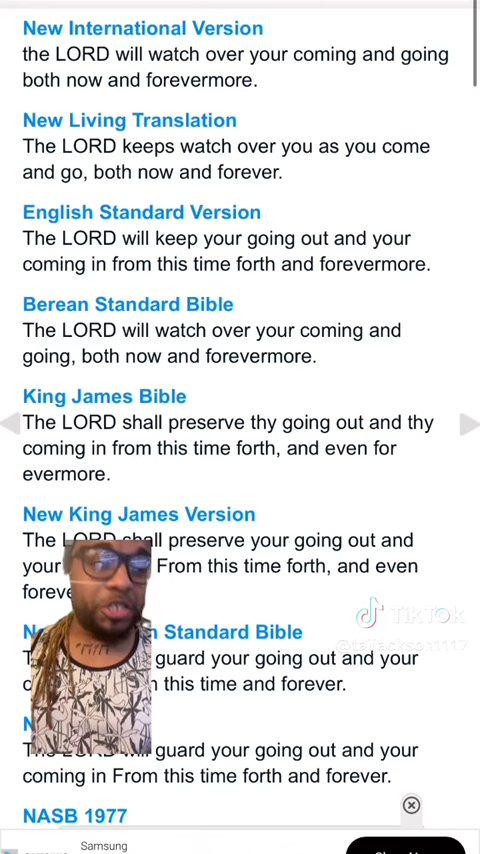 New International Version
the LORD will watch over your coming and going
both now and forevermore.
New Living Translation
The LORD keeps watch over you as you come
and go, both now and forever.
English Standard Version
The LORD will keep your going out and your
coming in from this time forth and forevermore.
Berean Standard Bible
The LORD will watch over your coming and
going, both now and forevermore.
King James Bible
The LORD shall preserve thy going out and thy
coming in from this time forth, and even for
evermore.
New King James Version
The LORD shall preserve your going out and
your From this time forth, and even
TikTok
Standard Bible
@taljackson1117
guard your going out and your
this time and forever.
The LORD will guard your going out and your
coming in From this time forth and forever.
NASB 1977
Samsung